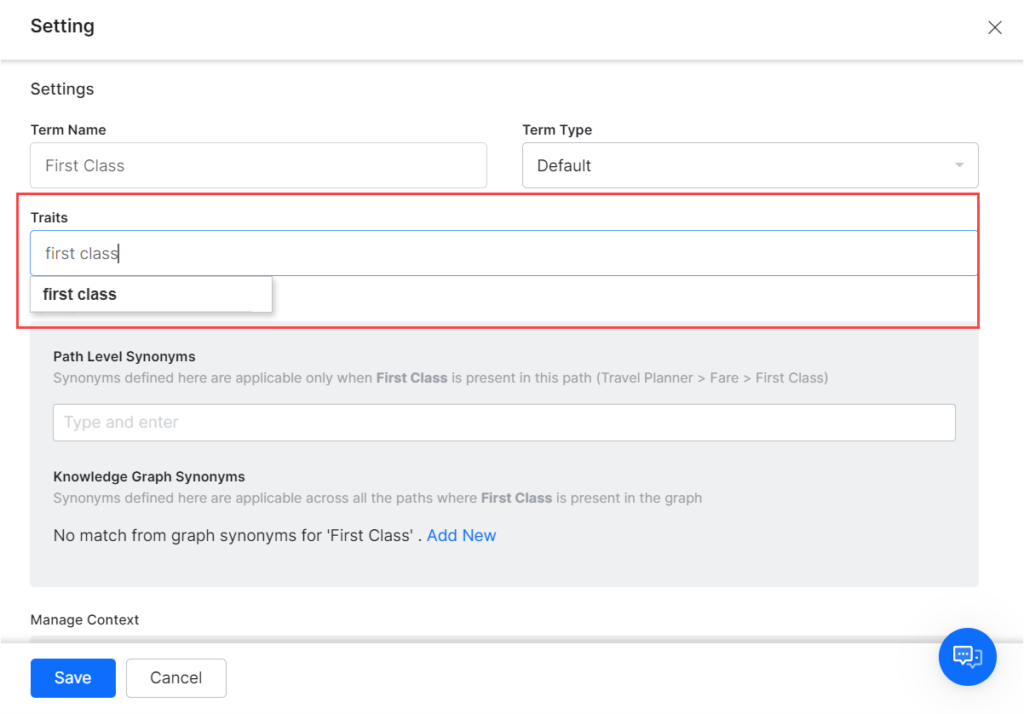 Setting
Settings
Term Name
Term Type
First Class
Default
Traits
first class
first class
Path Level Synonyms
Synonyms defined here are applicable only when First Class is present in this path (Travel Planner > Fare > First Class)
Type and enter
Knowledge Graph Synonyms
Synonyms defined here are applicable across all the paths where First Class is present in the graph
No match from graph synonyms for 'First Class' . Add New
Manage Context
Save
Cancel